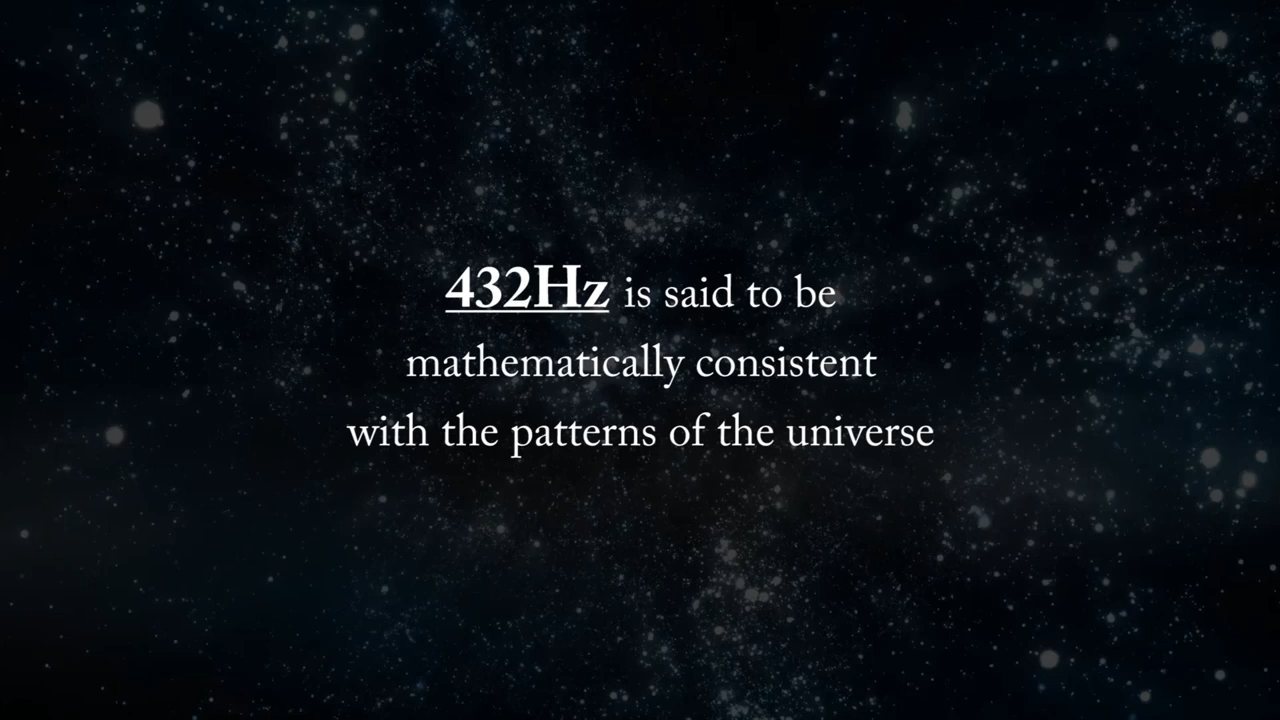 432Hz is said to be
mathematically consistent
with the patterns of the universe